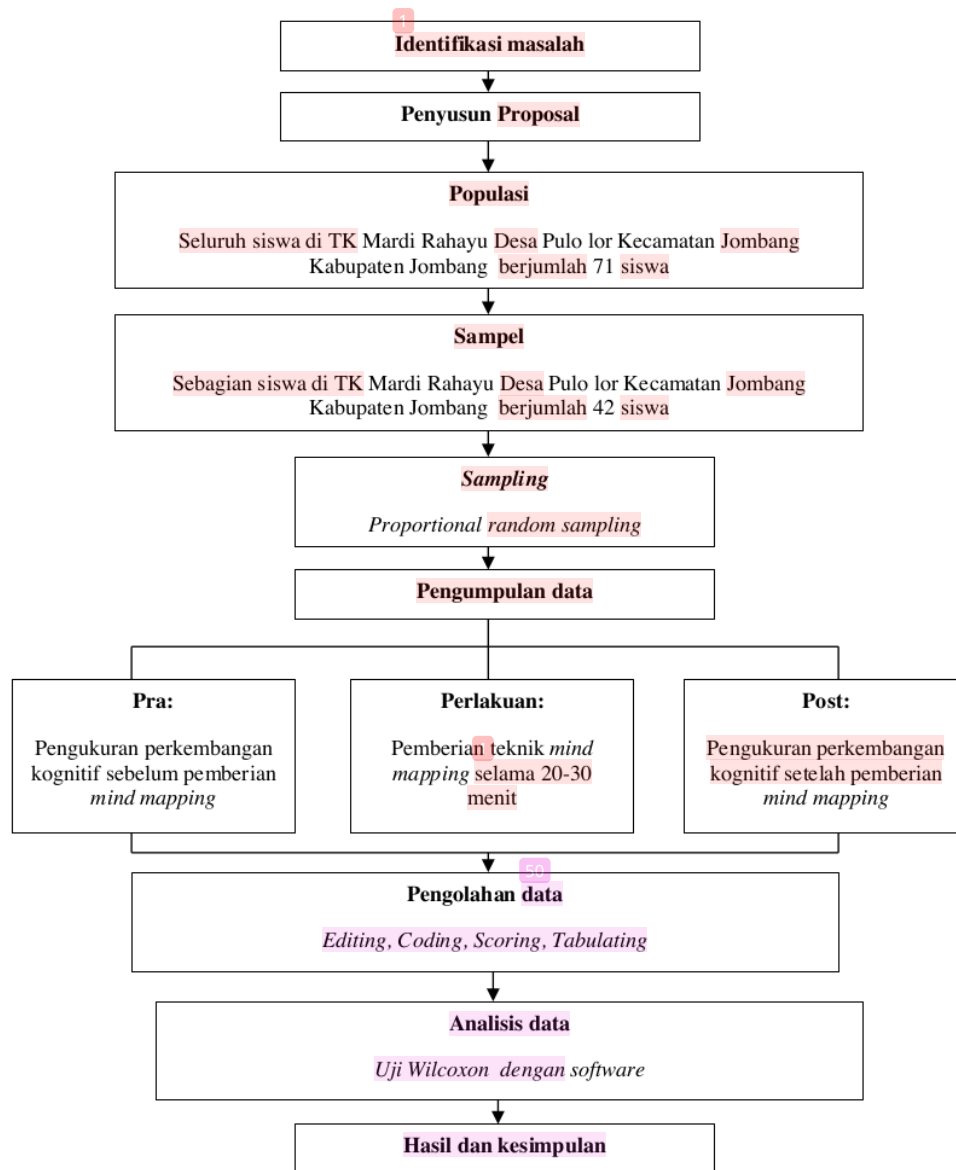 1
Identifikasi masalah
Penyusun Proposal
Populasi
Seluruh siswa di TK Mardi Rahayu Desa Pulo lor Kecamatan Jombang
Kabupaten Jombang berjumlah 71 siswa
Sampel
Sebagian siswa di TK Mardi Rahayu Desa Pulo lor Kecamatan Jombang
Kabupaten Jombang berjumlah 42 siswa
Sampling
Proportional random sampling
Pengumpulan data
Pra:
Pengukuran perkembangan
kognitif sebelum pemberian
mind mapping
Perlakuan:
Pemberian teknik mind
1
mapping selama 20-30
menit
Post:
Pengukuran perkembangan
kognitif setelah pemberian
mind mapping
50
Pengolahan data
Editing, Coding, Scoring, Tabulating
Analisis data
Uji Wilcoxon dengan software
Hasil dan kesimpulan